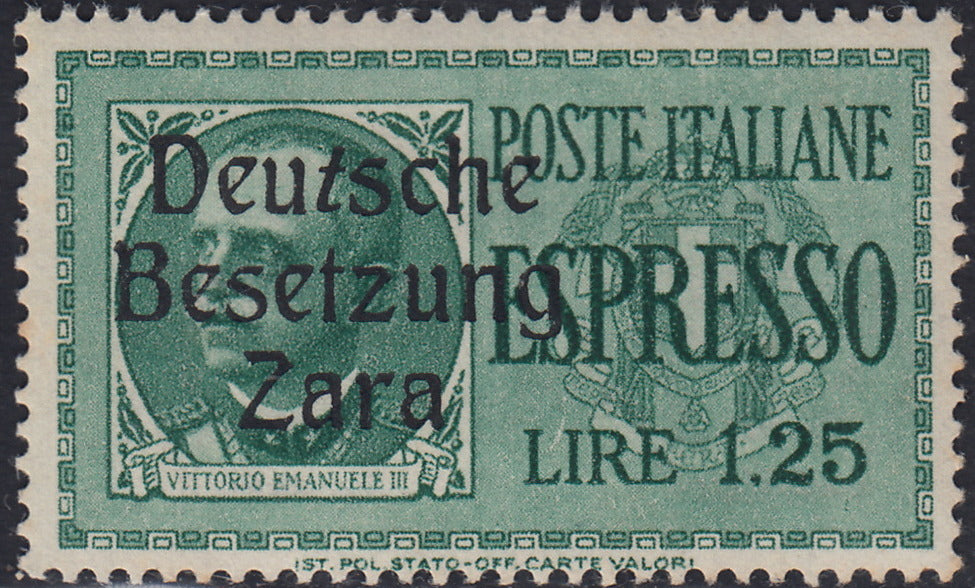 Deutsche
Besetzung
Zara
POSTE ITALIANE
ESPRESSO
LIRE 1.25
VITTORIO EMANUELE III
IST. POL. STATO-OFF. CARTE VALORI